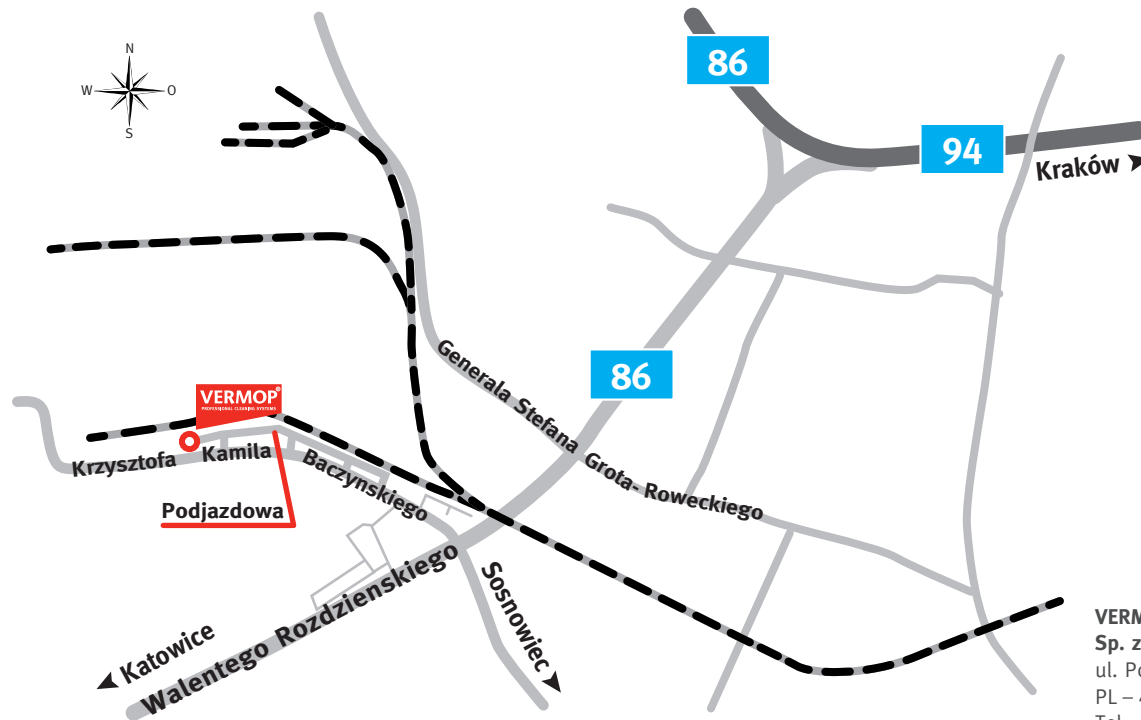 N
W O
S
86
94
Kraków
86
Generala Stefana Grota- Roweckiego
VERMOP®
PROFESSIONAL CLEANING SYSTEMS
Krzysztofa Kamila Baczynskiego
Podjazdowa
Walentego Rozdzienskiego
Sosnowiec
Katowice
VERM
Sp. z
ul. Po
PL –